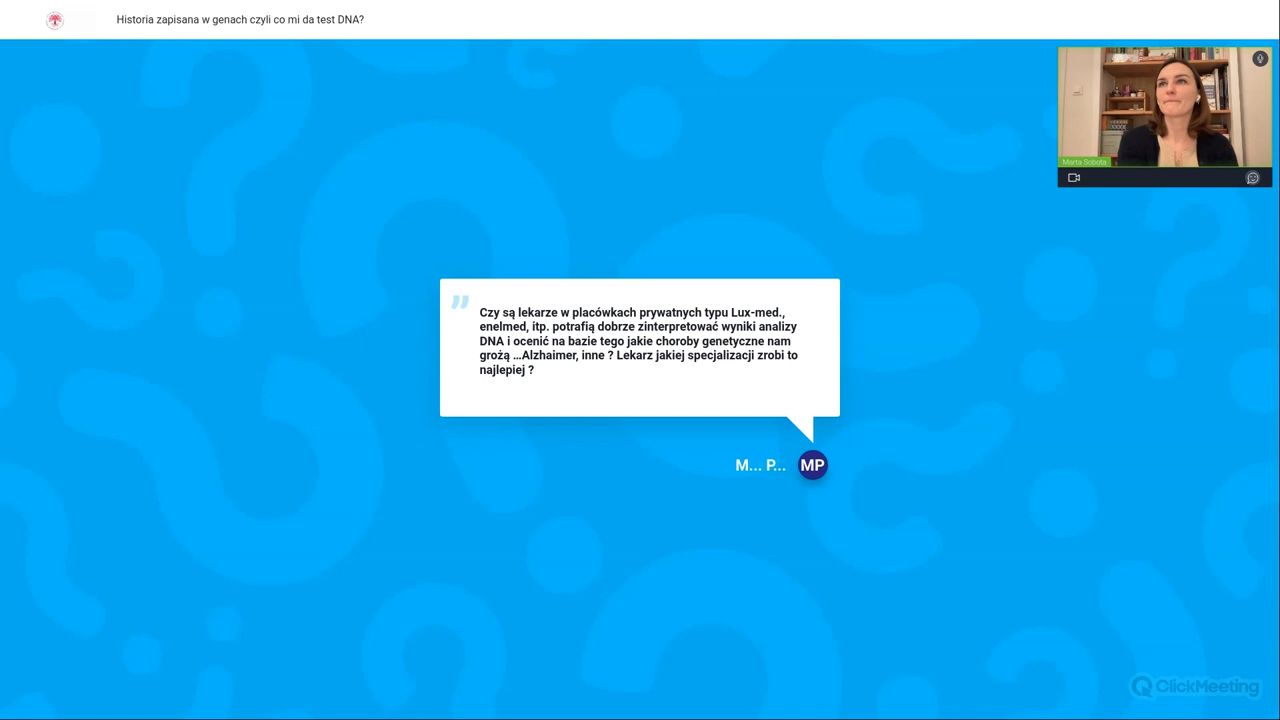 Historia zapisana w genach czyli co mi da test DNA?
Marta Sobota
Czy są lekarze w placówkach prywatnych typu Lux-med.,
enelmed, itp. potrafią dobrze zinterpretować wyniki analizy
DNA i ocenić na bazie tego jakie choroby genetyczne nam
grożą ...Alzhaimer, inne ? Lekarz jakiej specjalizacji zrobi to
najlepiej ?
M... P... MP
ClickMeeting